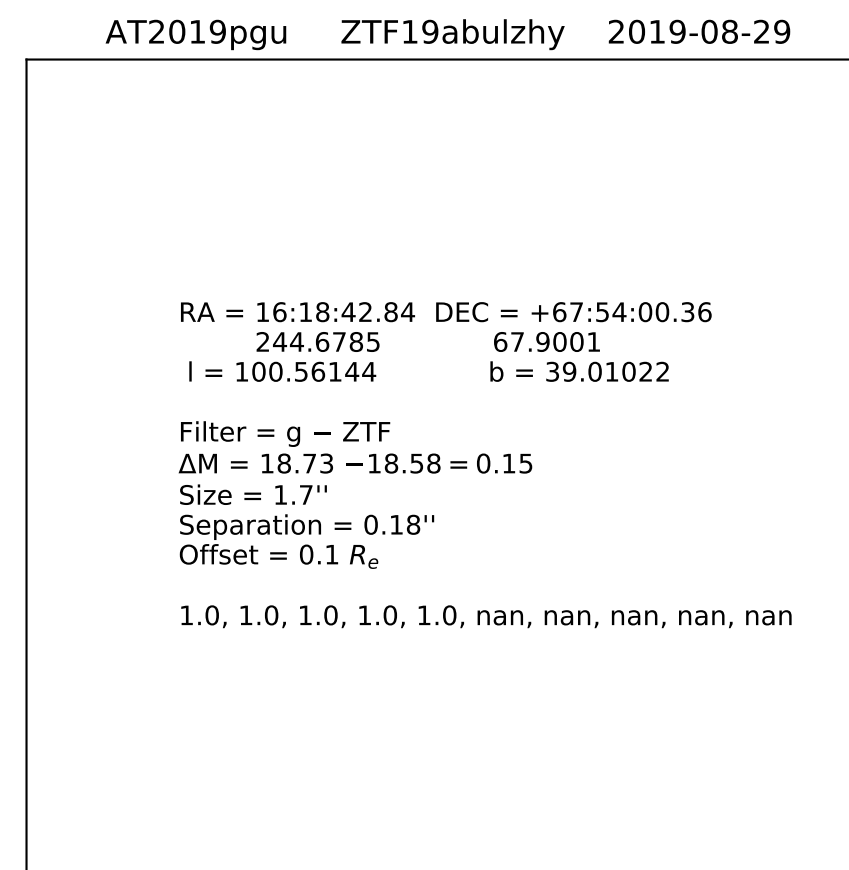 AT2019pgu ZTF19abulzhy 2019-08-29
RA = 16:18:42.84 DEC = +67:54:00.36
244.6785 67.9001
l = 100.56144 b = 39.01022
Filter = g − ZTF
ΔM = 18.73 −18.58 = 0.15
Size = 1.7''
Separation = 0.18''
Offset = 0.1 Rₑ
1.0, 1.0, 1.0, 1.0, 1.0, nan, nan, nan, nan, nan